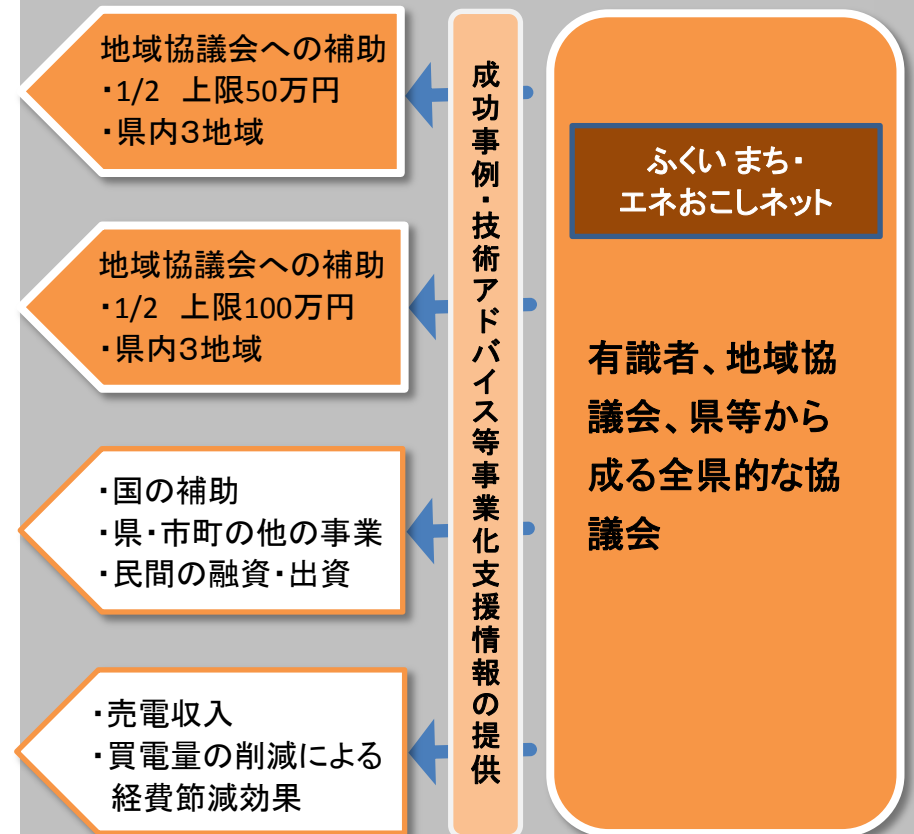 地域協議会への補助
･1/2 上限50万円
･県内3地域
地域協議会への補助
･1/2 上限100万円
･県内3地域
･国の補助
･県･市町の他の事業
･民間の融資･出資
･売電収入
･買電量の削減による
経費節減効果
成功事例･技術アドバイス等事業化支援情報の提供
ふくい まち･
エネおこしネット
有識者、地域協
議会、県等から
成る全県的な協
議会